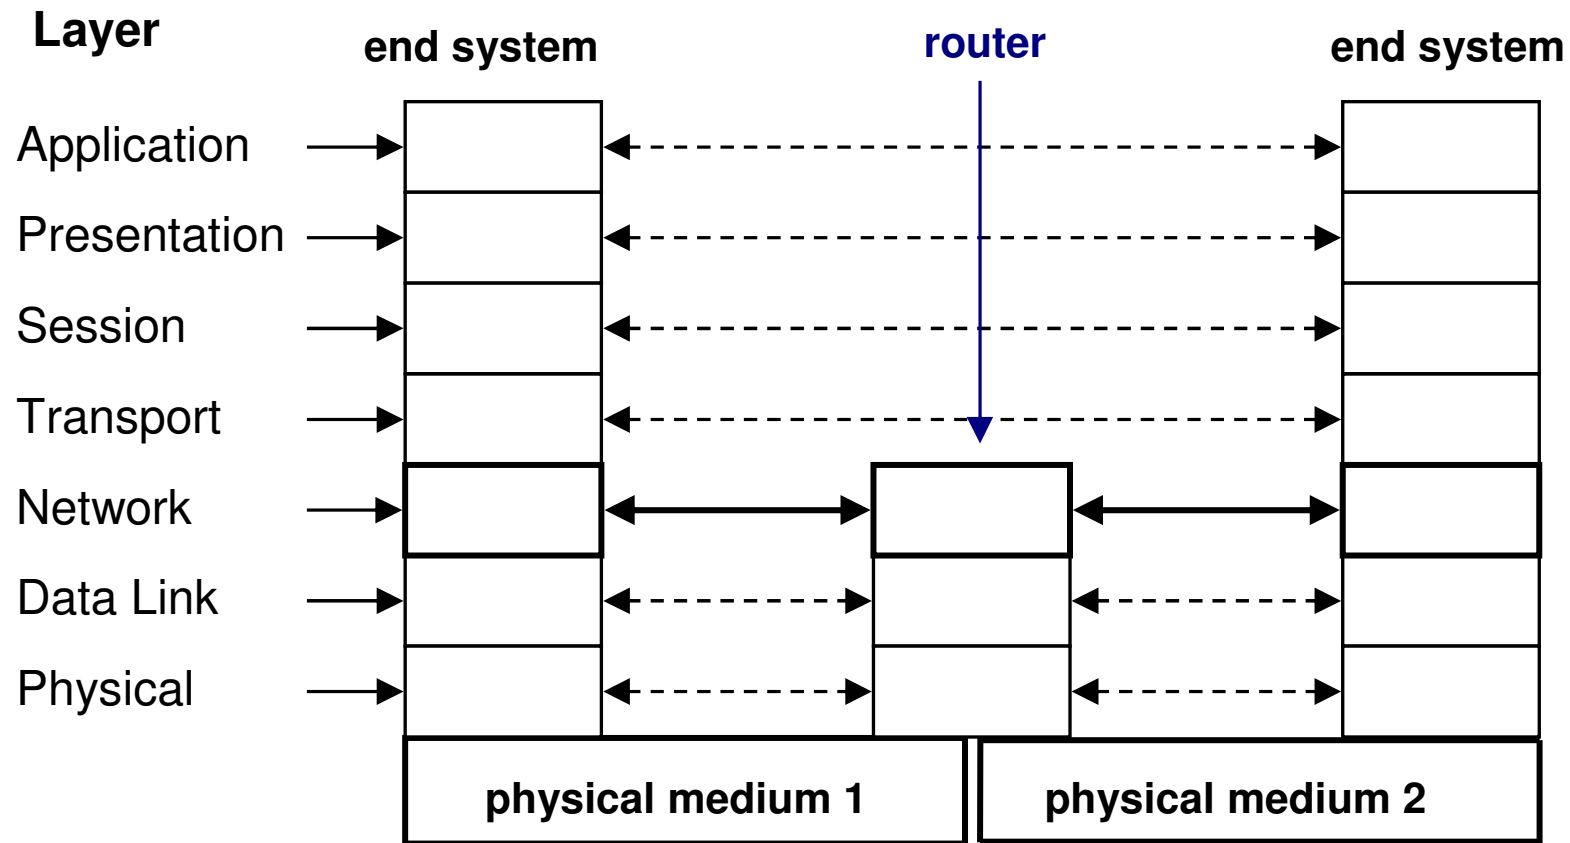 Layer
end system
router
end system
Application
Presentation
Session
Transport
Network
Data Link
Physical
physical medium 1
physical medium 2